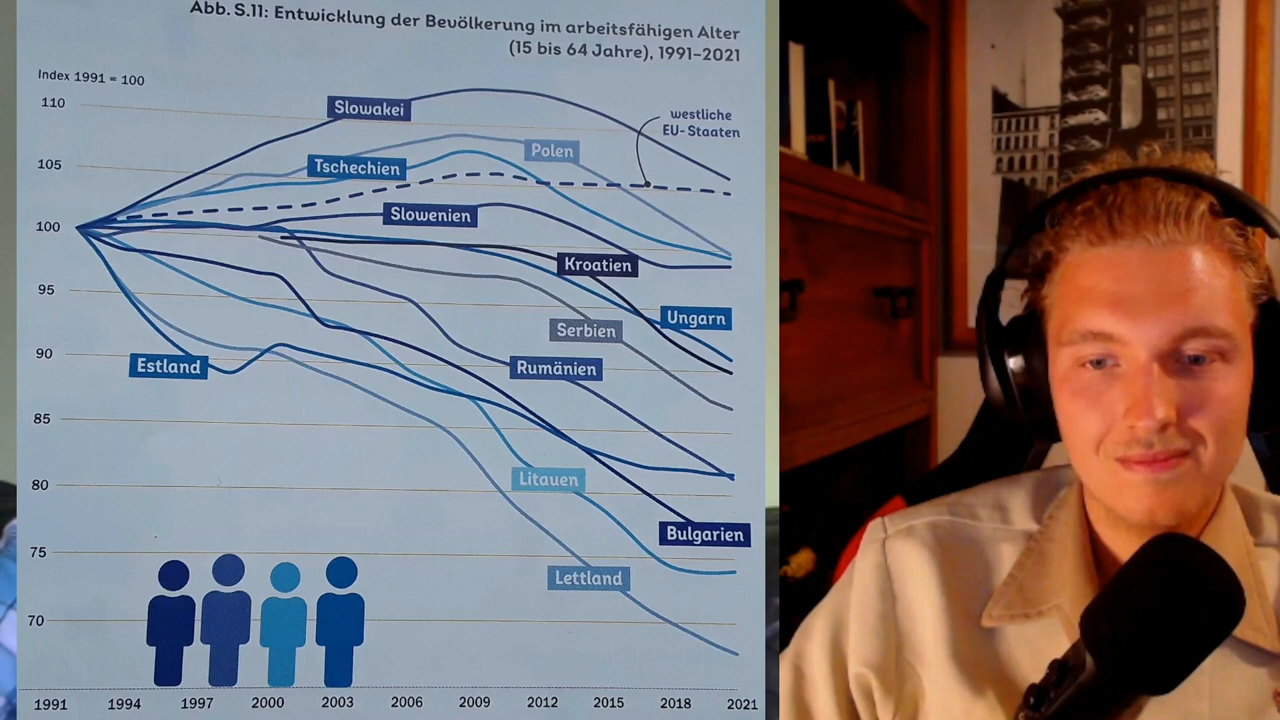 Abb. S.11: Entwicklung der Bevölkerung im arbeitsfähigen Alter
(15 bis 64 Jahre), 1991–2021
Index 1991 = 100
110
105
100
95
90
85
80
75
70
Slowakei
westliche
EU-Staaten
Polen
Tschechien
Slowenien
Kroatien
Ungarn
Serbien
Estland
Rumänien
Litauen
Bulgarien
Lettland
1991 1994 1997 2000 2003 2006 2009 2012 2015 2018 2021